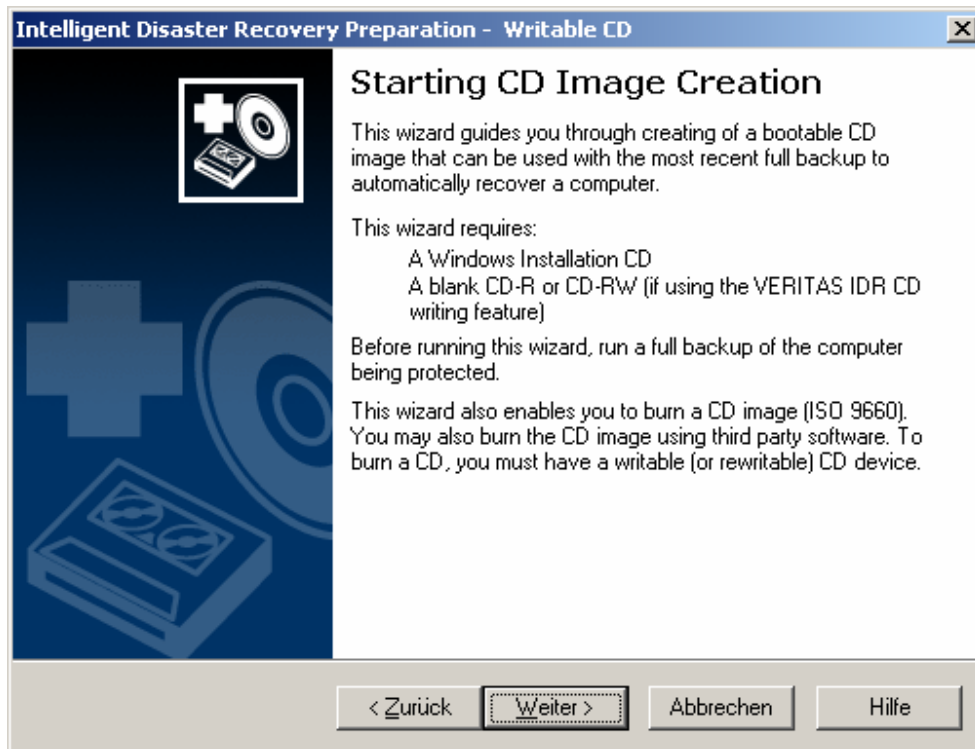 Intelligent Disaster Recovery Preparation - Writable CD
Starting CD Image Creation
This wizard guides you through creating of a bootable CD
image that can be used with the most recent full backup to
automatically recover a computer.
This wizard requires:
A Windows Installation CD
A blank CD-R or CD-RW (if using the VERITAS IDR CD
writing feature)
Before running this wizard, run a full backup of the computer
being protected.
This wizard also enables you to burn a CD image (ISO 9660).
You may also burn the CD image using third party software. To
burn a CD, you must have a writable (or rewritable) CD device.
< Zurück Weiter > Abbrechen Hilfe